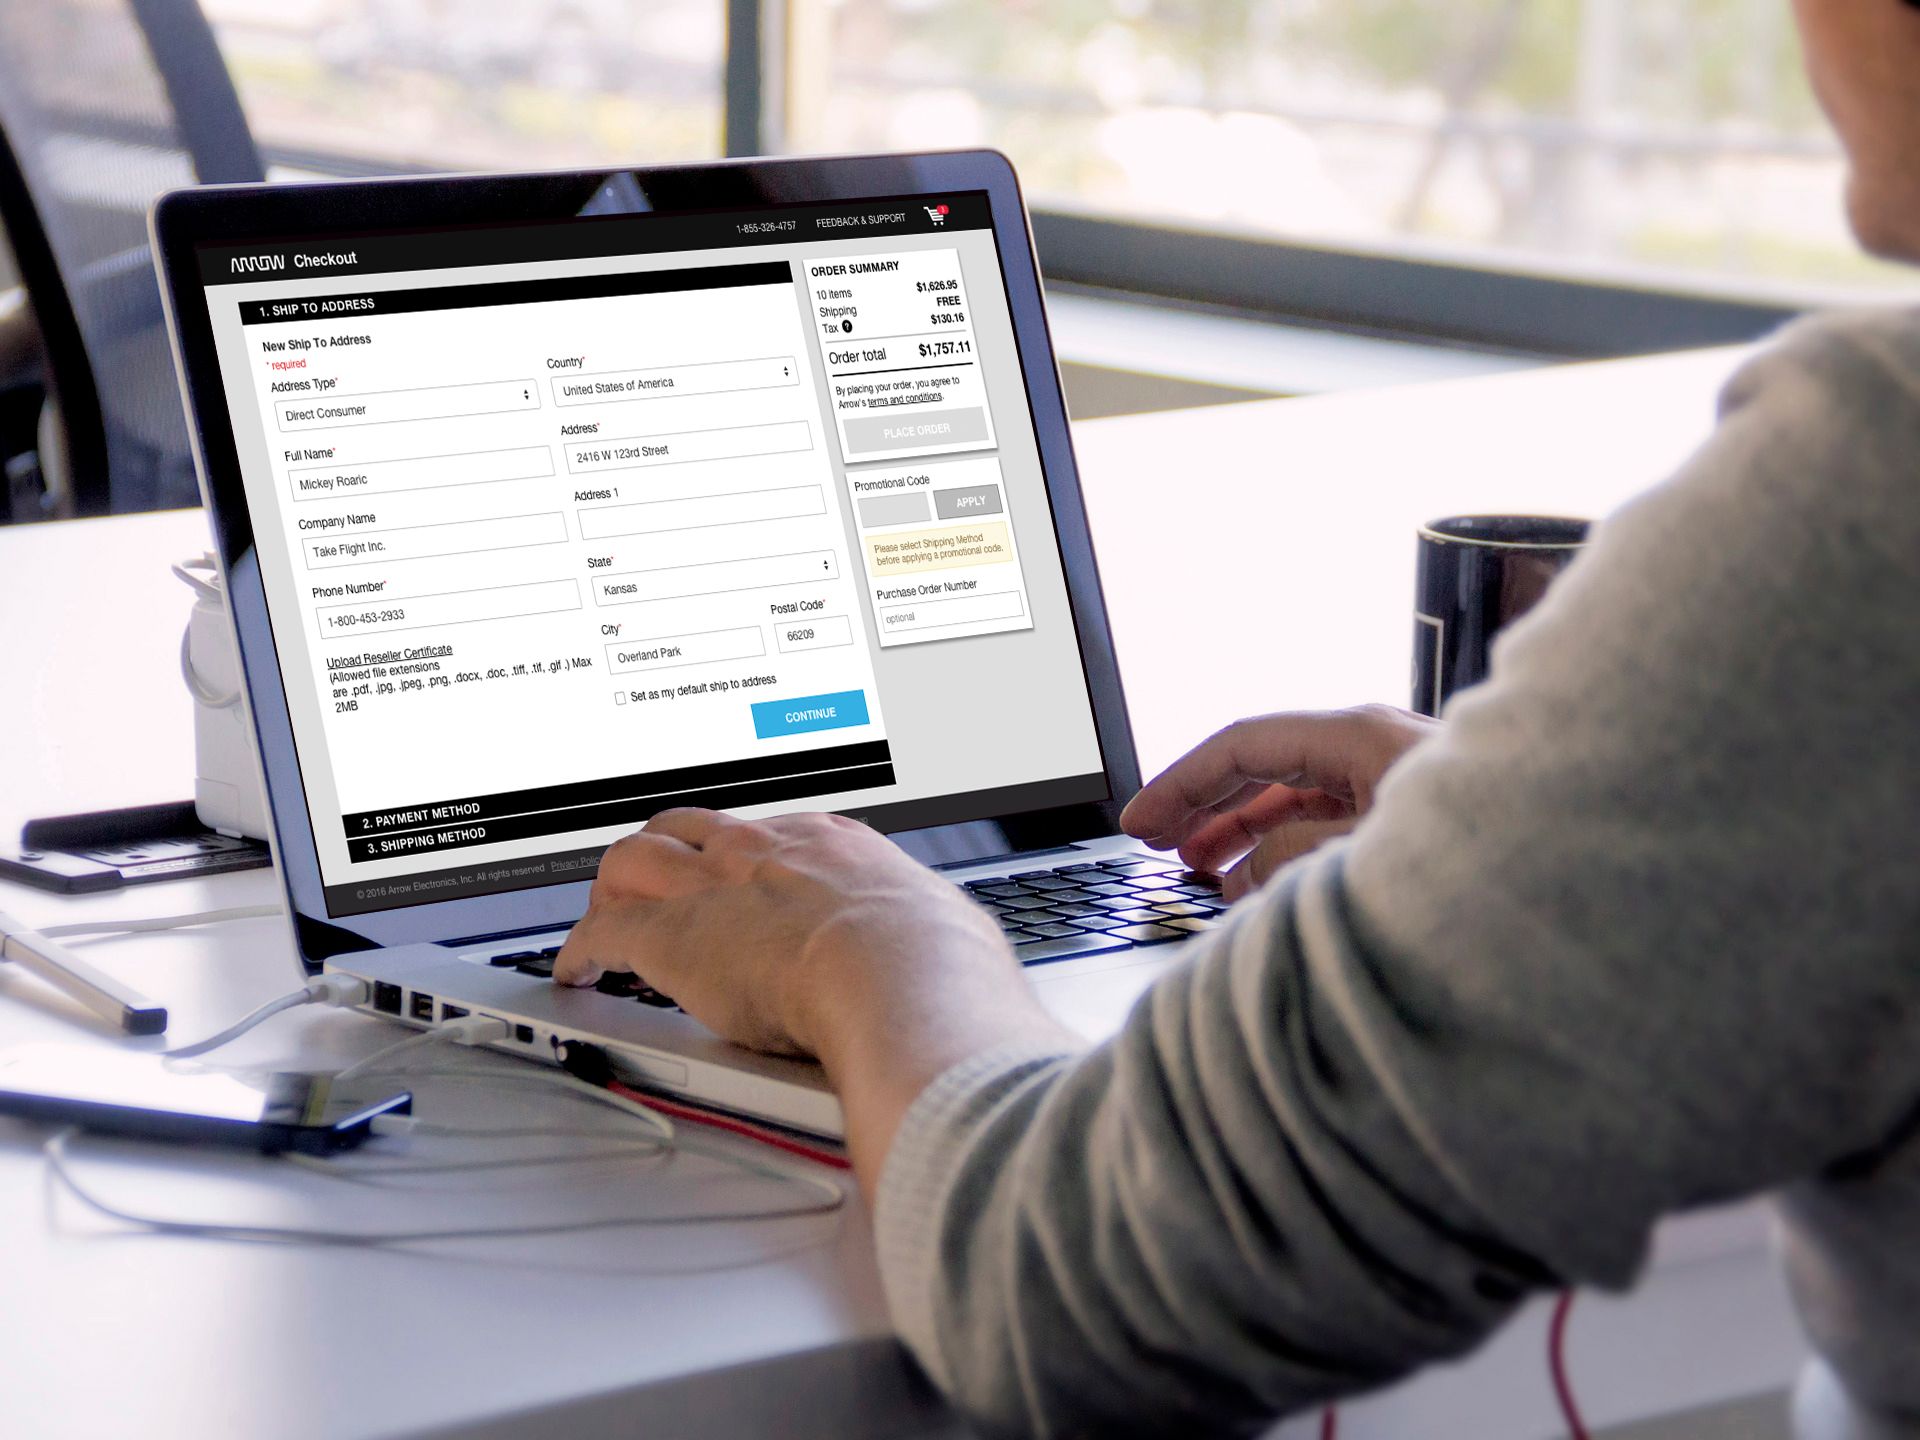 ARROW Checkout
1-855-326-4757
FEEDBACK & SUPPORT
1
1. SHIP TO ADDRESS
New Ship To Address
* required
Address Type*
Direct Consumer
Country*
United States of America
Full Name*
Mickey Roaric
Address*
2416 W 123rd Street
Company Name
Take Flight Inc.
Address 1
Phone Number*
1-800-453-2933
State*
Kansas
Upload Reseller Certificate
(Allowed file extensions
are .pdf, .jpg, .jpeg, .png, .docx, .doc, .tiff, .tif, .gif .) Max
2MB
City*
Overland Park
Postal Code*
66209
Set as my default ship to address
CONTINUE
2. PAYMENT METHOD
3. SHIPPING METHOD
ORDER SUMMARY
10 items $1,626.95
Shipping FREE
Tax ? $130.16
Order total $1,757.11
By placing your order, you agree to
Arrow's terms and conditions.
PLACE ORDER
Promotional Code
APPLY
Please select Shipping Method
before applying a promotional code.
Purchase Order Number
optional
© 2016 Arrow Electronics, Inc. All rights reserved Privacy